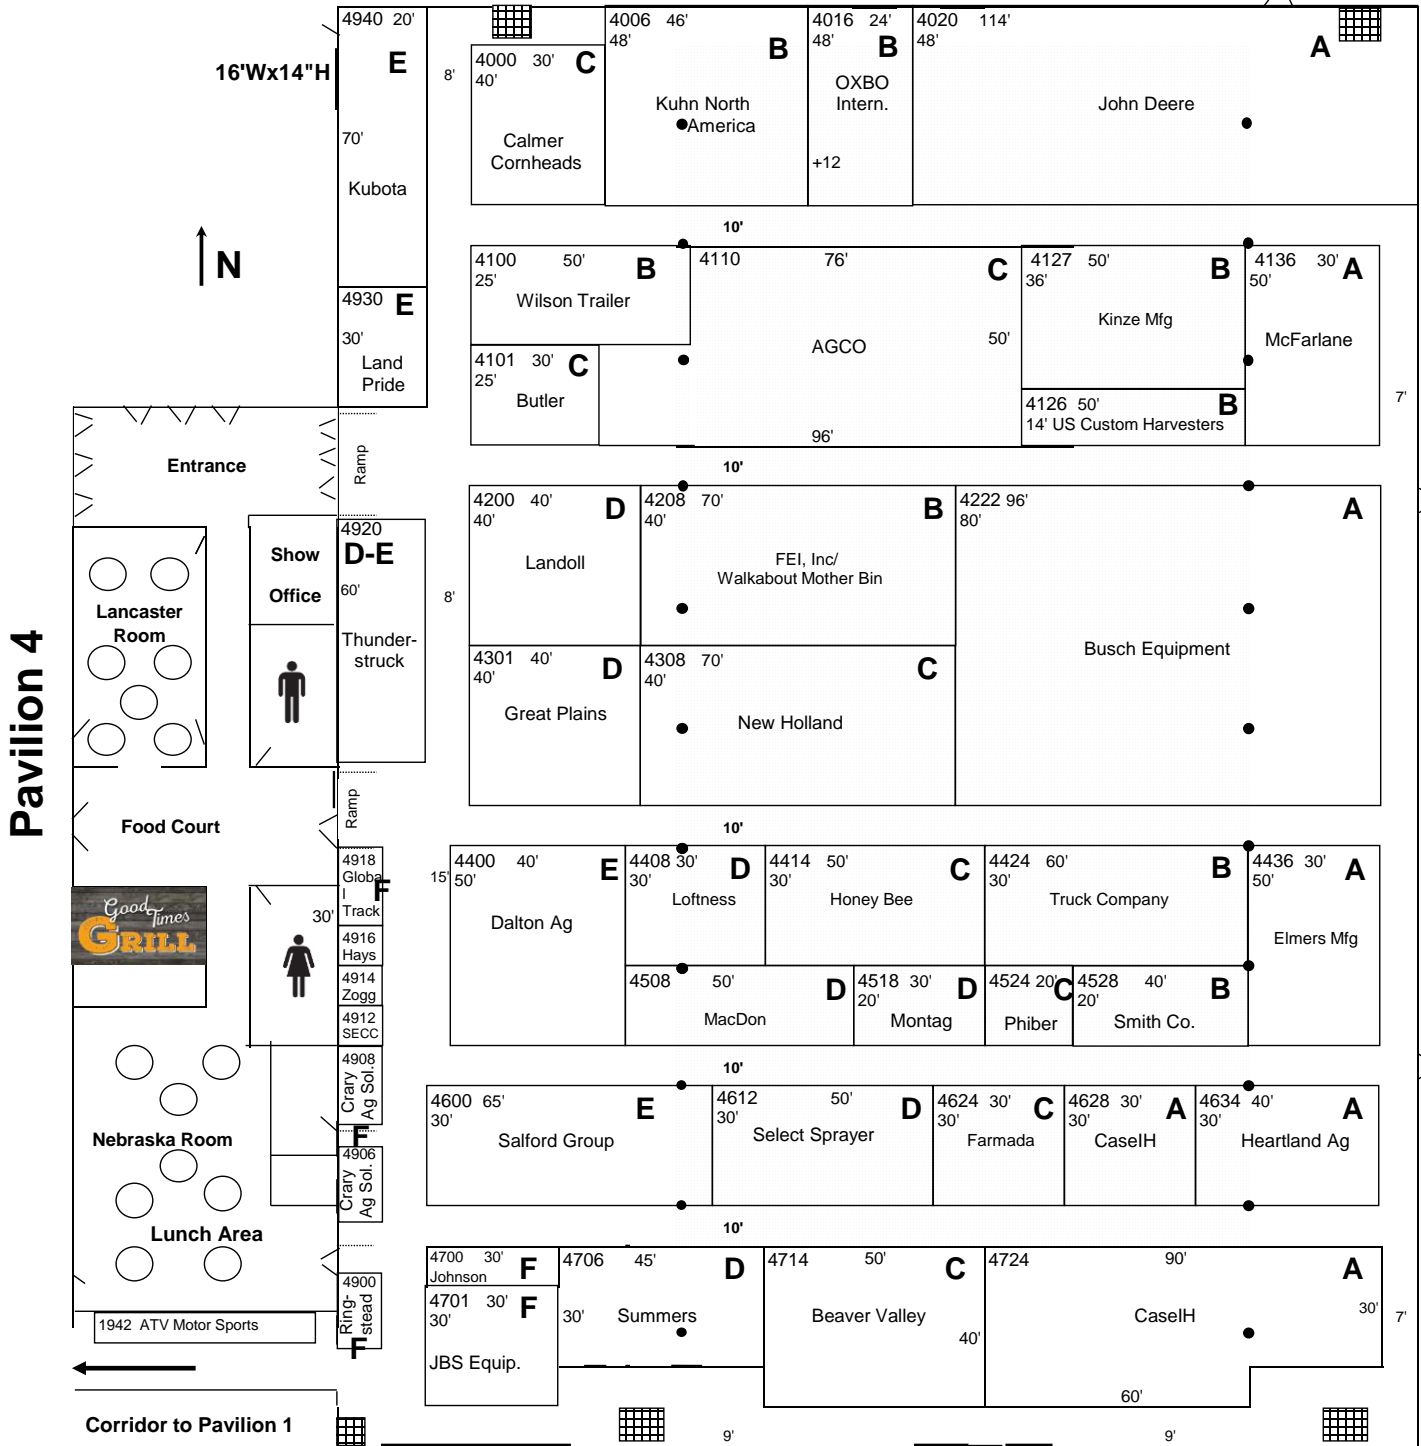 4940 20'
E
16'Wx14"H
70'
Kubota
8'
4000 30' C
40'
Calmer
Cornheads
4006 46'
48'
B
Kuhn North
America
4016 24'
48' B
OXBO
Intern.
+12
4020 114'
48'
A
John Deere
10'
N
4930 E
30'
Land
Pride
4100 50' B
25'
Wilson Trailer
4101 30' C
25'
Butler
4110 76' C
50'
AGCO
96'
4127 50' B
36'
Kinze Mfg
4126 50' B
14' US Custom Harvesters
4136 30'
50' A
McFarlane
7'
Entrance
Ramp
10'
Show
Office
4920
D-E
60'
Thunder-
struck
8'
Lancaster
Room
4200 40' D
40'
Landoll
4208 70' B
40'
FEI, Inc/
Walkabout Mother Bin
4222 96' A
80'
Busch Equipment
4301 40' D
40'
Great Plains
4308 70' C
40'
New Holland
Pavilion 4
Food Court
Ramp
10'
Good Times
GRILL
30'
4918
Globa
l F
Track
4916
Hays
4914
Zogg
4912
SECC
4908
Crary
Ag Sol.
F
4906
Crary
Ag Sol.
15'
4400 40' E
50'
Dalton Ag
4408 30' D
30'
Loftness
4414 50' C
30'
Honey Bee
4424 60' B
30'
Truck Company
4436 30' A
50'
Elmers Mfg
4508 50' D
MacDon
4518 30' D
20'
Montag
4524 20' C
Phiber
4528 40' B
20'
Smith Co.
10'
Nebraska Room
Lunch Area
4600 65' E
30'
Salford Group
4612 50' D
30'
Select Sprayer
4624 30' C
30'
Farmada
4628 30' A
30'
CaseIH
4634 40' A
30'
Heartland Ag
10'
4900
Ring-
stead
F
1942 ATV Motor Sports
4700 30' F
Johnson
4701 30' F
30'
JBS Equip.
4706 45' D
30'
Summers
4714 50' C
Beaver Valley
40'
4724 90' A
30'
CaseIH
60'
7'
Corridor to Pavilion 1
9'
9'